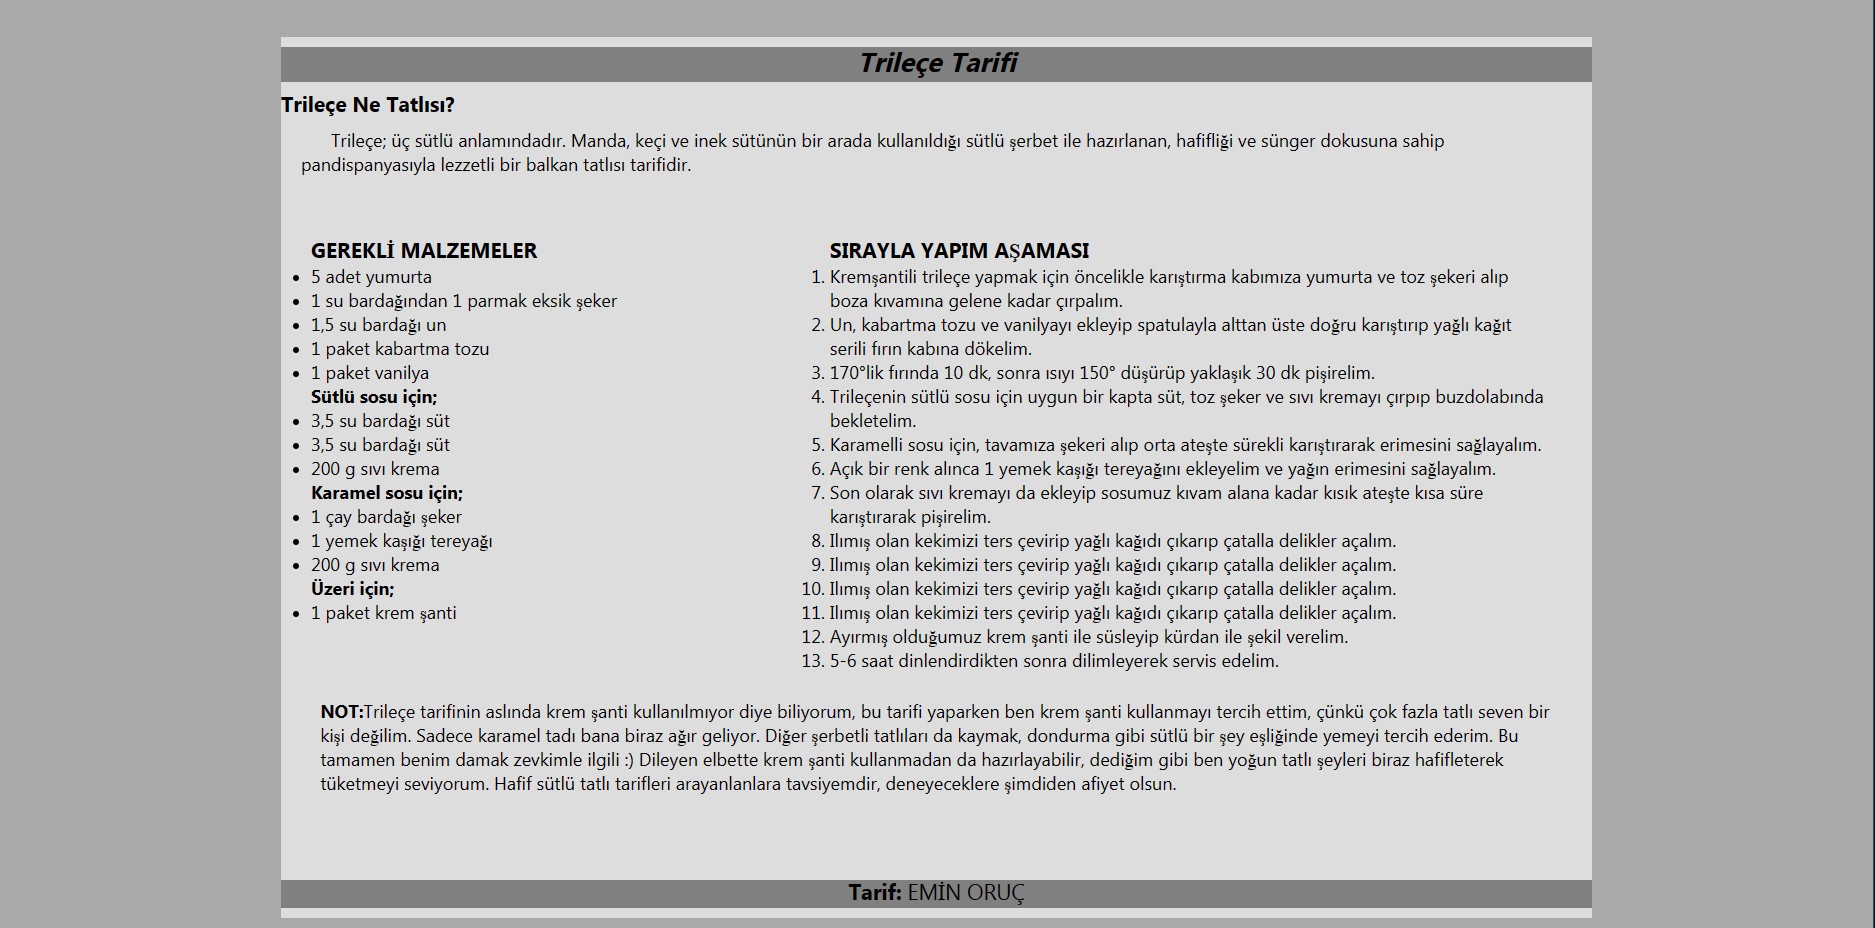 Trileçe Tarifi
Trileçe Ne Tatlısı?
Trileçe; üç sütlü anlamındadır. Manda, keçi ve inek sütünün bir arada kullanıldığı sütlü şerbet ile hazırlanan, hafifliği ve sünger dokusuna sahip
pandispanyasıyla lezzetli bir balkan tatlısı tarifidir.
GEREKLİ MALZEMELER
• 5 adet yumurta
• 1 su bardağından 1 parmak eksik şeker
• 1,5 su bardağı un
• 1 paket kabartma tozu
• 1 paket vanilya
Sütlü sosu için;
• 3,5 su bardağı süt
• 3,5 su bardağı süt
• 200 g sıvı krema
Karamel sosu için;
• 1 çay bardağı şeker
• 1 yemek kaşığı tereyağı
• 200 g sıvı krema
Üzeri için;
• 1 paket krem şanti
SIRAYLA YAPIM AŞAMASI
1. Kremşantili trileçe yapmak için öncelikle karıştırma kabımıza yumurta ve toz şekeri alıp
boza kıvamına gelene kadar çırpalım.
2. Un, kabartma tozu ve vanilyayı ekleyip spatulayla alttan üste doğru karıştırıp yağlı kağıt
serili fırın kabına dökelim.
3. 170°lik fırında 10 dk, sonra ısıyı 150° düşürüp yaklaşık 30 dk pişirelim.
4. Trileçenin sütlü sosu için uygun bir kapta süt, toz şeker ve sıvı kremayı çırpıp buzdolabında
bekletelim.
5. Karamelli sosu için, tavamıza şekeri alıp orta ateşte sürekli karıştırarak erimesini sağlayalım.
6. Açık bir renk alınca 1 yemek kaşığı tereyağını ekleyelim ve yağın erimesini sağlayalım.
7. Son olarak sıvı kremayı da ekleyip sosumuz kıvam alana kadar kısık ateşte kısa süre
karıştırarak pişirelim.
8. Ilımış olan kekimizi ters çevirip yağlı kağıdı çıkarıp çatalla delikler açalım.
9. Ilımış olan kekimizi ters çevirip yağlı kağıdı çıkarıp çatalla delikler açalım.
10. Ilımış olan kekimizi ters çevirip yağlı kağıdı çıkarıp çatalla delikler açalım.
11. Ilımış olan kekimizi ters çevirip yağlı kağıdı çıkarıp çatalla delikler açalım.
12. Ayırmış olduğumuz krem şanti ile süsleyip kürdan ile şekil verelim.
13. 5-6 saat dinlendirdikten sonra dilimleyerek servis edelim.
NOT:Trileçe tarifinin aslında krem şanti kullanılmıyor diye biliyorum, bu tarifi yaparken ben krem şanti kullanmayı tercih ettim, çünkü çok fazla tatlı seven bir
kişi değilim. Sadece karamel tadı bana biraz ağır geliyor. Diğer şerbetli tatlıları da kaymak, dondurma gibi sütlü bir şey eşliğinde yemeyi tercih ederim. Bu
tamamen benim damak zevkimle ilgili :) Dileyen elbette krem şanti kullanmadan da hazırlayabilir, dediğim gibi ben yoğun tatlı şeyleri biraz hafifleterek
tüketmeyi seviyorum. Hafif sütlü tatlı tarifleri arayanlanlara tavsiyemdir, deneyeceklere şimdiden afiyet olsun.
Tarif: EMİN ORUÇ